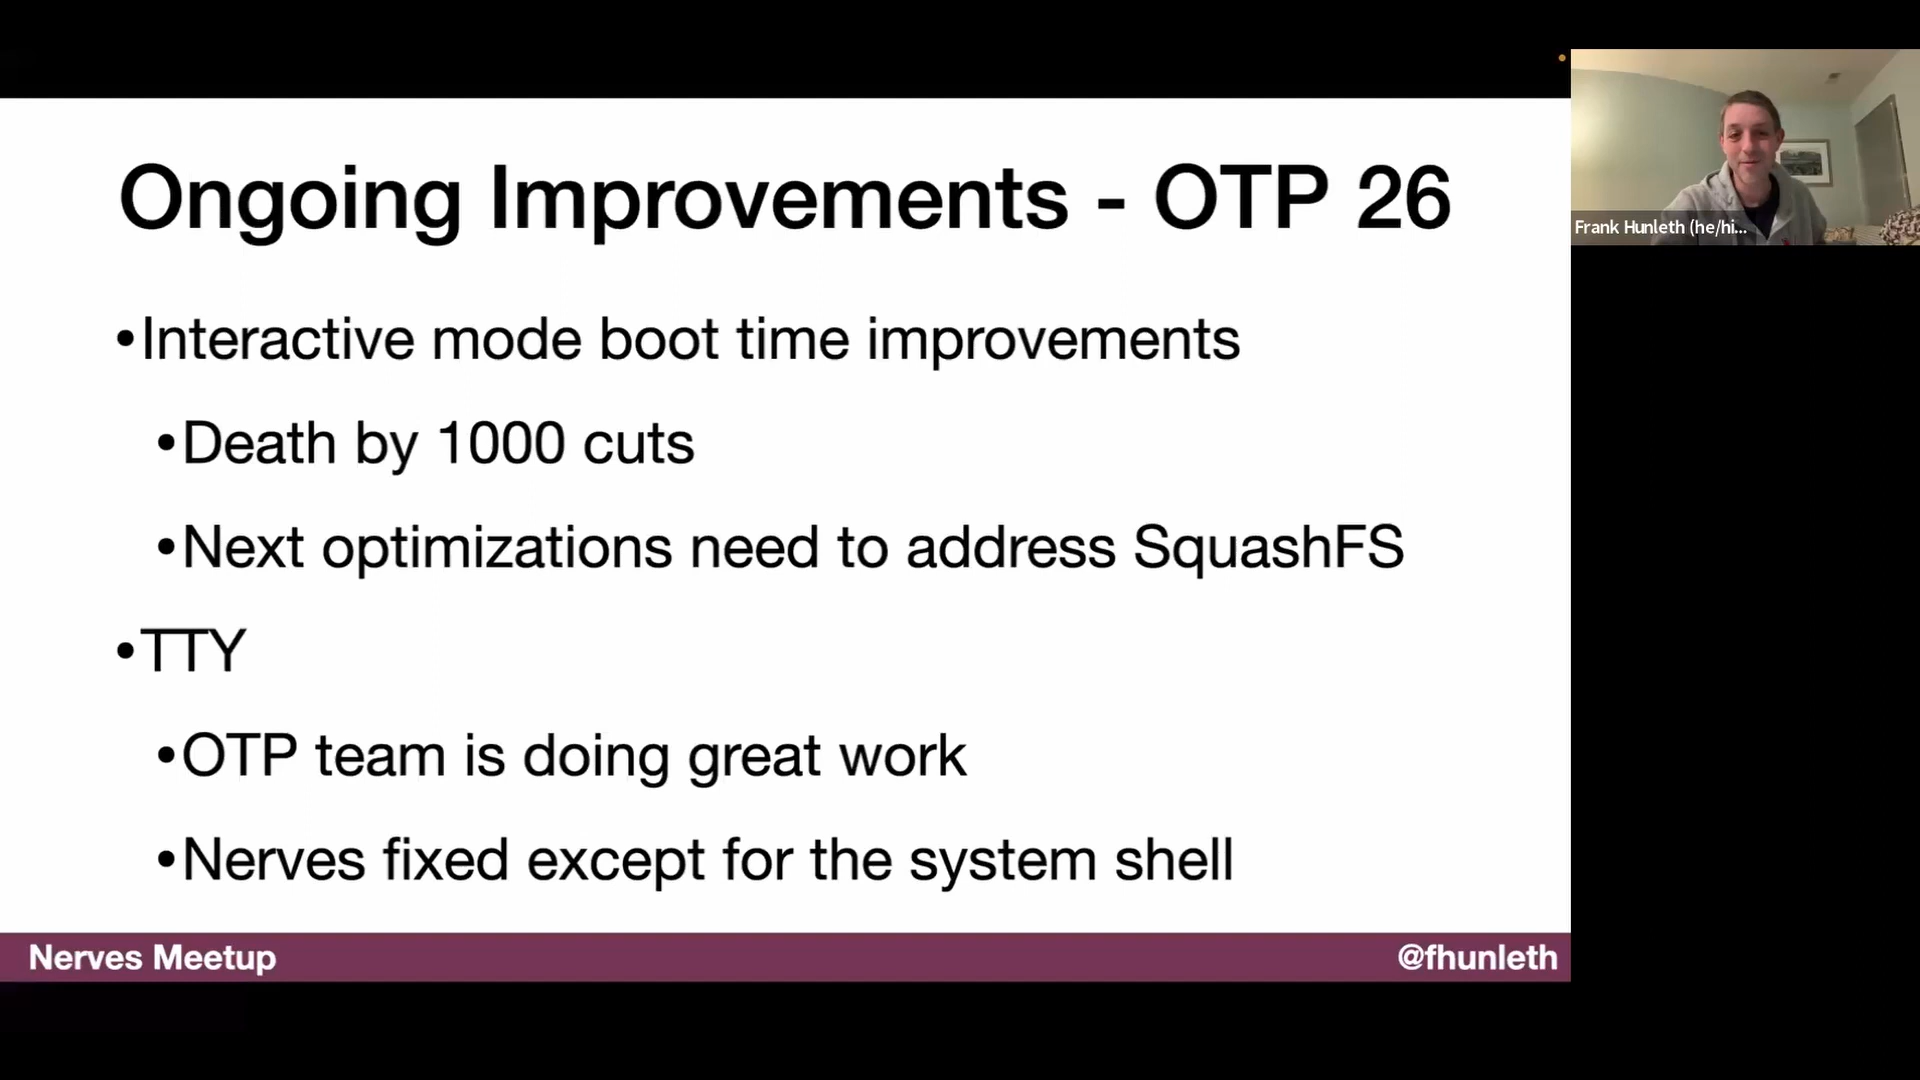 Ongoing Improvements - OTP 26
•Interactive mode boot time improvements
•Death by 1000 cuts
•Next optimizations need to address SquashFS
•TTY
•OTP team is doing great work
•Nerves fixed except for the system shell
Nerves Meetup
@fhunleth
Frank Hunleth (he/hi...